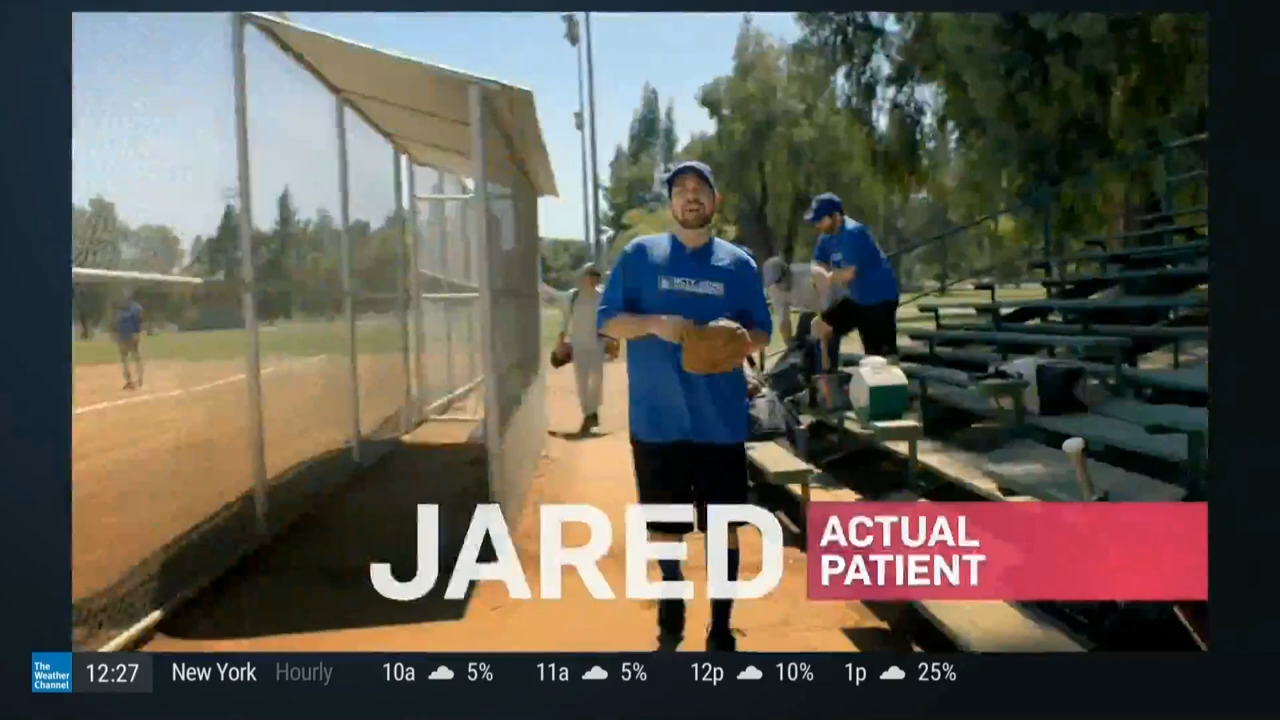 JARED
ACTUAL
PATIENT
The
Weather
Channel
12:27
New York Hourly 10a 5% 11a 5% 12p 10% 1p 25%